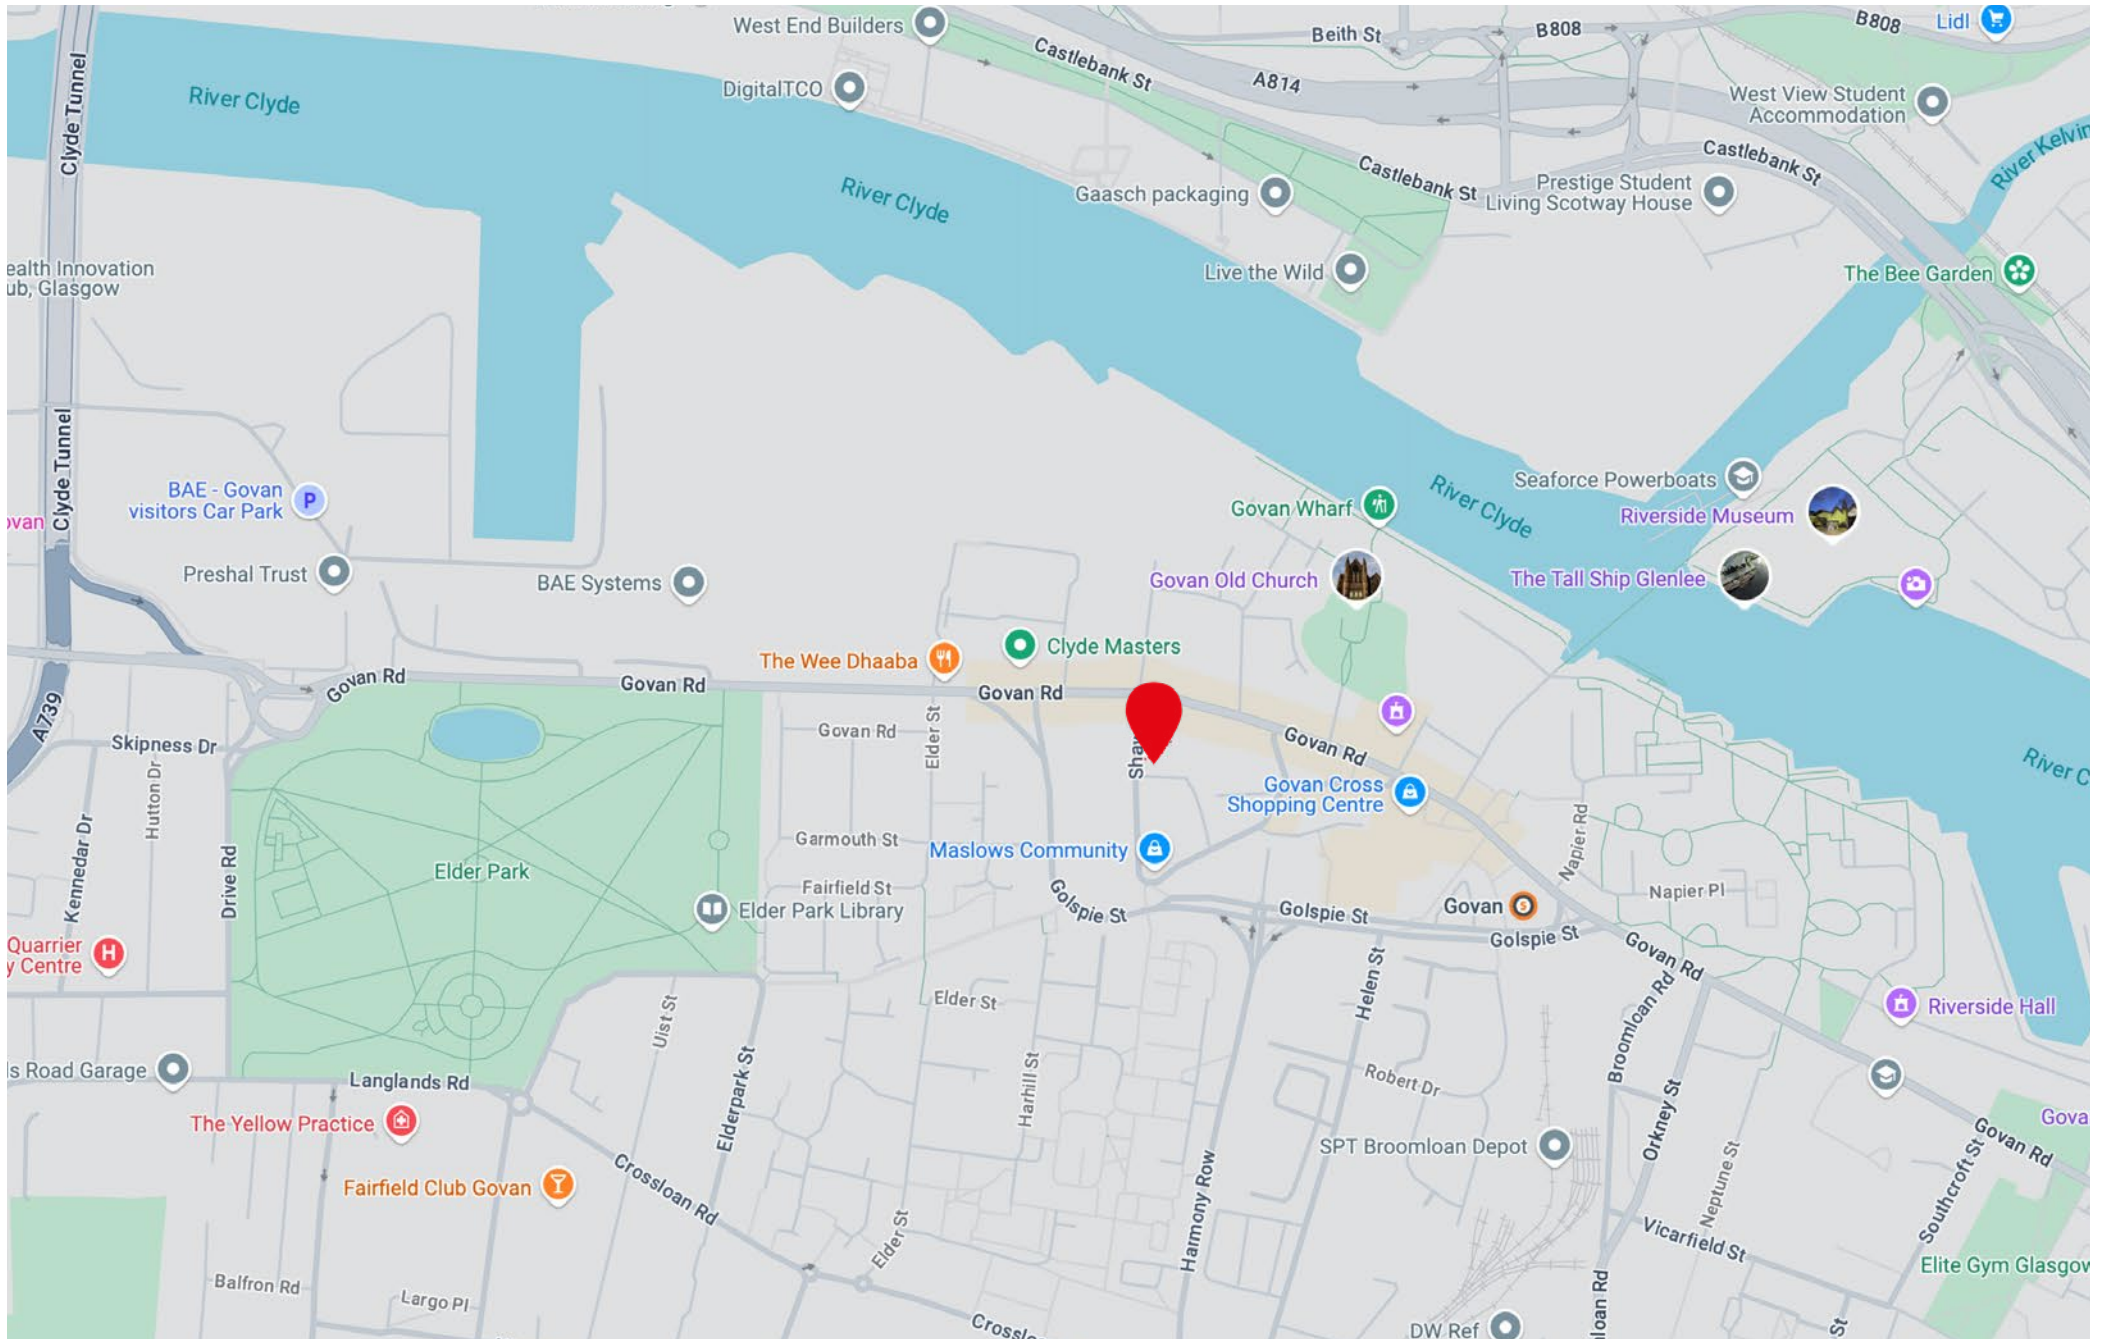 West End Builders
Beith St
B808
B808
Lidl
Castlebank St
DigitalTCO
A814
West View Student
Accommodation
Clyde Tunnel
River Clyde
River Clyde
River Kelvin
Castlebank St
Castlebank St
Gaasch packaging
Prestige Student
Living Scotway House
ealth Innovation
ub, Glasgow
Live the Wild
The Bee Garden
Clyde Tunnel
BAE - Govan
visitors Car Park
P
ovan
Seaforce Powerboats
River Clyde
Govan Wharf
Riverside Museum
Preshal Trust
BAE Systems
Govan Old Church
The Tall Ship Glenlee
Clyde Masters
The Wee Dhaaba
Govan Rd
Govan Rd
Govan Rd
A739
Skipness Dr
Govan Rd
Elder St
Sha
Govan Rd
River C
Hutton Dr
Govan Cross
Shopping Centre
Kennedar Dr
Drive Rd
Elder Park
Garmouth St
Maslows Community
Napier Rd
Fairfield St
Napier Pl
Elder Park Library
Golspie St
Golspie St
Govan
S
Golspie St
Govan Rd
Quarrier
y Centre
H
Uist St
Elder St
Helen St
Broomloan Rd
Riverside Hall
ls Road Garage
Langlands Rd
Elderpark St
Harhill St
Robert Dr
Orkney St
Gova
Govan Rd
The Yellow Practice
SPT Broomloan Depot
Neptune St
Southcroft St
Fairfield Club Govan
Crossloan Rd
Elder St
Harmony Row
Vicarfield St
Elite Gym Glasgow
Balfron Rd
Largo Pl
Crosslo
DW Ref
loan Rd
St